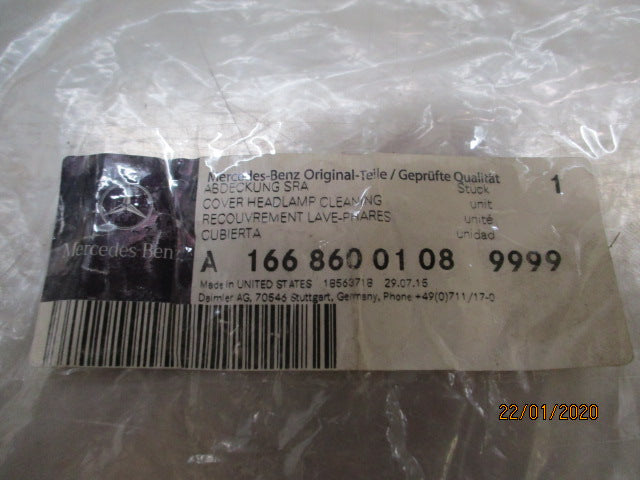 Mercedes-Benz Original-Teile / Geprüfte Qualität
ABDECKUNG SRA Stück 1
COVER HEADLAMP CLEANING unit
RECOUVREMENT LAVE-PHARES unité
CUBIERTA unidad
Mercedes Benz
A 166 860 01 08 9999
Made in UNITED STATES 18563718 29.07.15
Daimler AG, 70546 Stuttgart, Germany, Phone +49(0)711/17-0
22/01/2020